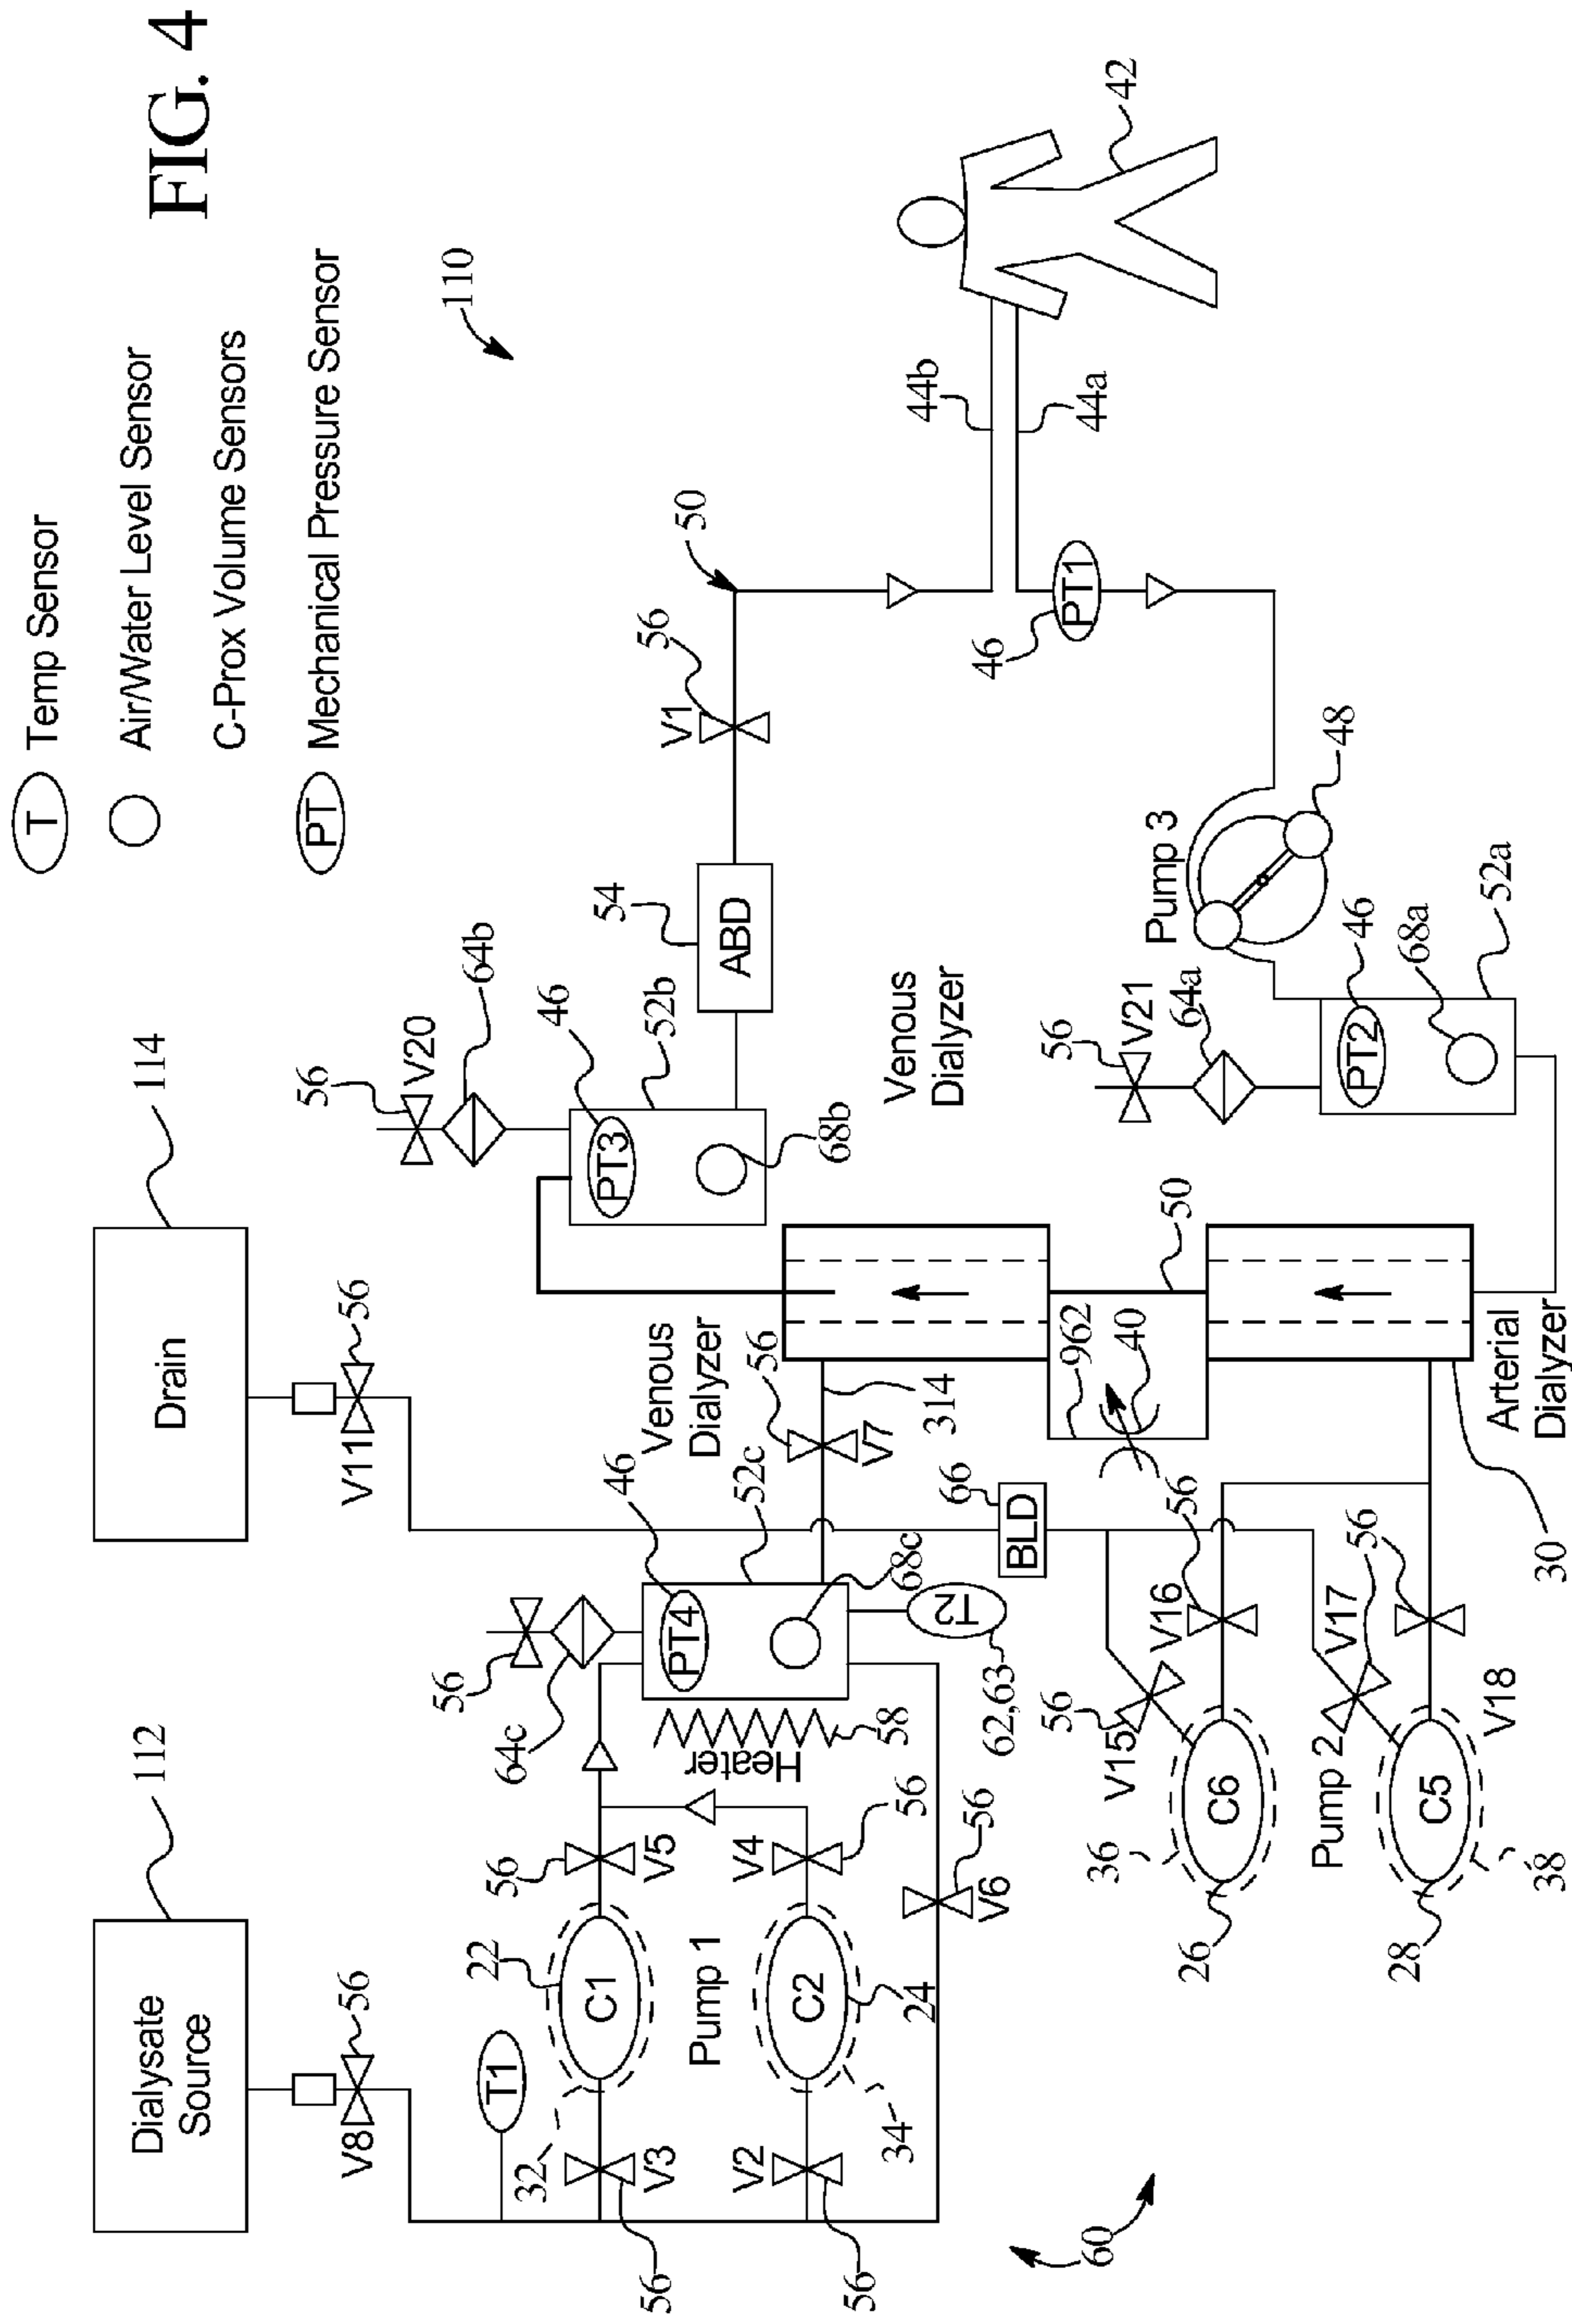 FIG. 4
T Temp Sensor
Air/Water Level Sensor
C-Prox Volume Sensors
PT Mechanical Pressure Sensor
110
Dialysate
Source
112
V8
56
Drain
114
V11
56
T1
32
22
C1
V3
56
56
V5
Pump 1
C2
V2
56
34
24
V4
56
V6
56
60
64c
56
46
PT4
52c
68c
Heater
58
T2
62,63
Venous
Dialyzer
56
V7
314
66
BLD
962
40
50
56
V20
64b
46
PT3
52b
68b
54
ABD
V1
56
50
44b
44a
42
46
PT1
Venous
Dialyzer
Pump 3
48
56
V21
64a
46
PT2
68a
52a
Arterial
Dialyzer
30
56
V15
V16
56
36
C6
26
Pump 2
V17
56
C5
V18
28
38